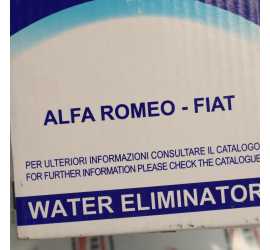 ALFA ROMEO - FIAT
PER ULTERIORI INFORMAZIONI CONSULTARE IL CATALOGO
FOR FURTHER INFORMATION PLEASE CHECK THE CATALOGUE
WATER ELIMINATOR